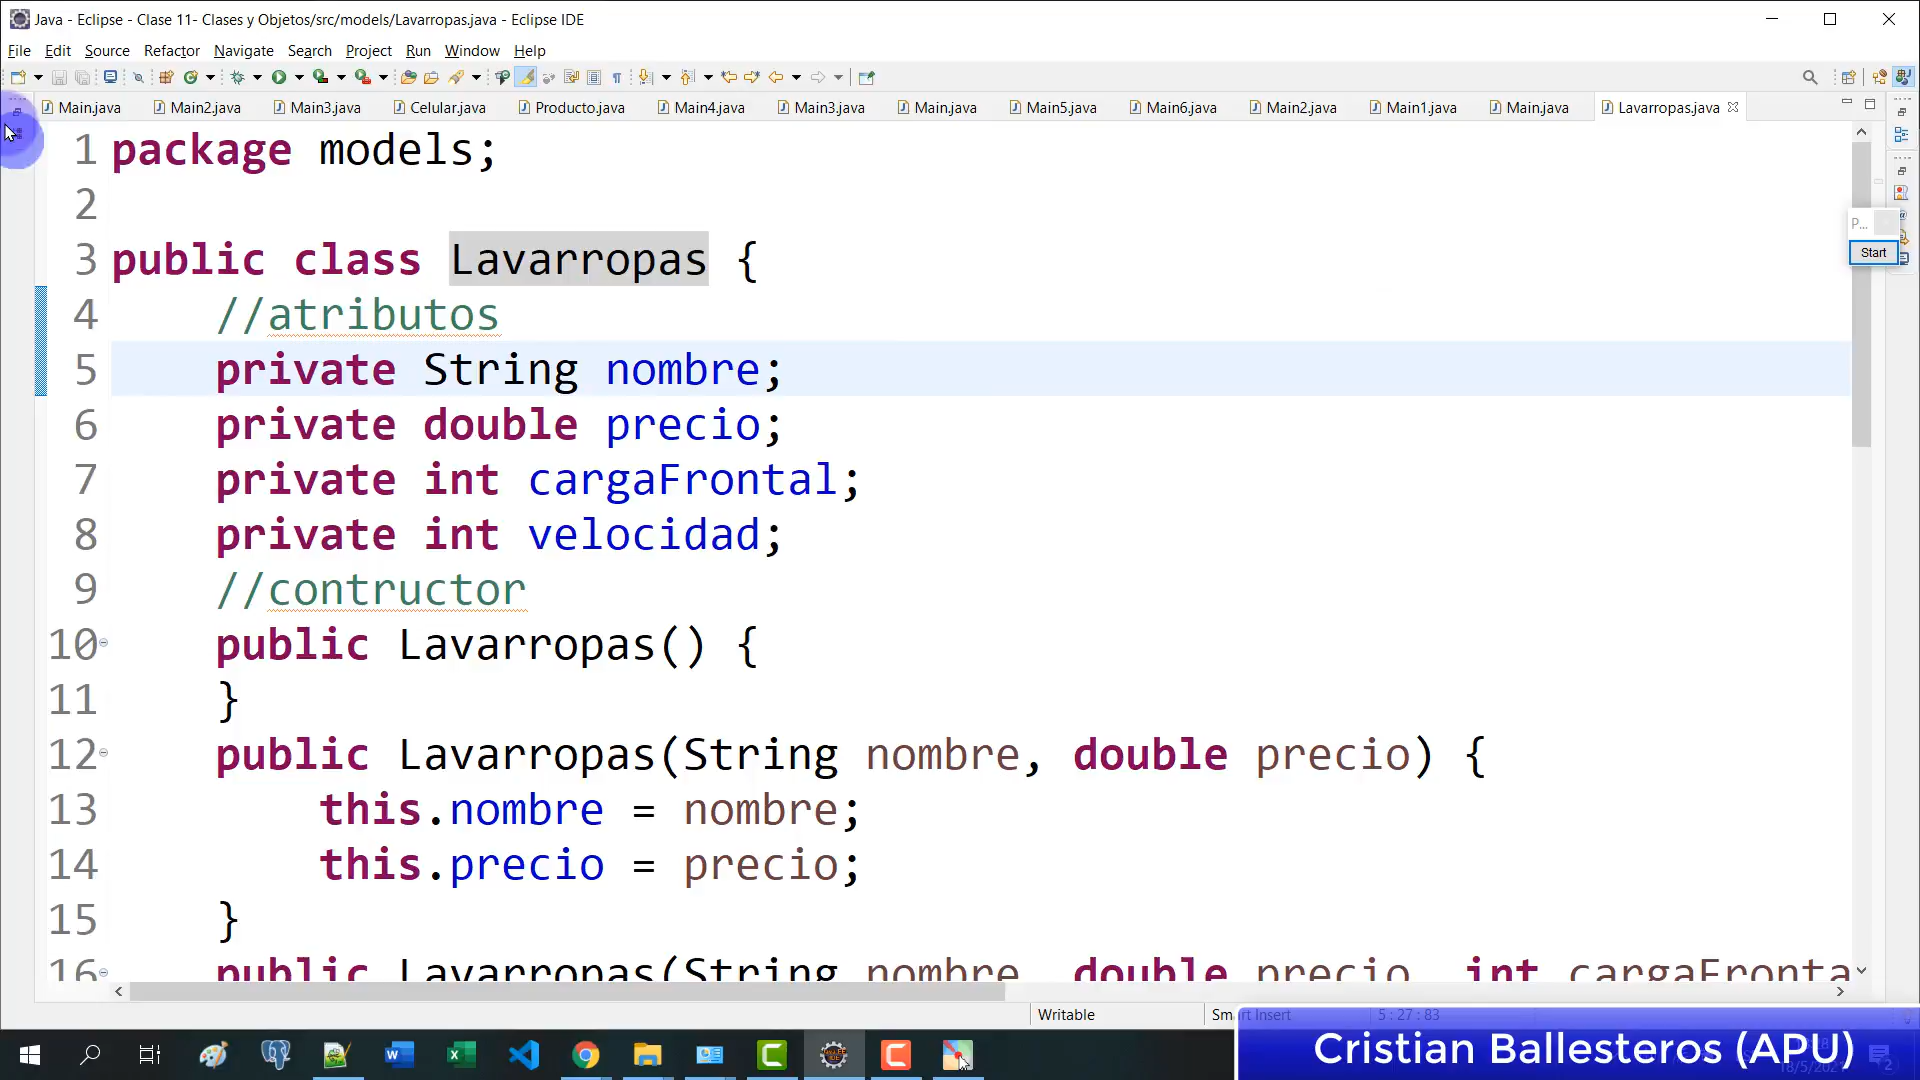 Java - Eclipse - Clase 11- Clases y Objetos/src/models/Lavarropas.java - Eclipse IDE
File Edit Source Refactor Navigate Search Project Run Window Help
Main.java Main2.java Main3.java Celular.java Producto.java Main4.java Main3.java Main.java Main5.java Main6.java Main2.java Main1.java Main.java Lavarropas.java
1 package models;
2
3 public class Lavarropas {
4 //atributos
5 private String nombre;
6 private double precio;
7 private int cargaFrontal;
8 private int velocidad;
9 //contructor
10 public Lavarropas() {
11 }
12 public Lavarropas(String nombre, double precio) {
13 this.nombre = nombre;
14 this.precio = precio;
15 }
16 public Lavarropas(String nombre, double precio, int cargaFronta
P...
Start
Writable Smart Insert 5 : 27 : 83
Cristian Ballesteros (APU)